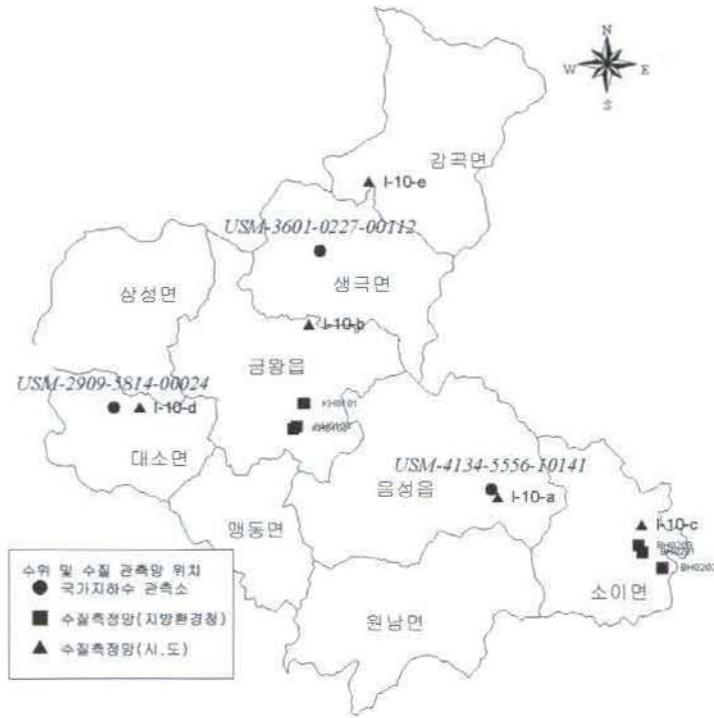 N
W E
S
감곡면
I-10-e
USM-3601-0227-00112
생극면
삼성면
I-10-b
금왕읍
USM-2909-5814-00024
I-10-d
KH0101
대소면
USM-4134-5556-10141
음성읍
I-10-a
맹동면
I-10-c
BH0202
소이면
원남면
수위 및 수질 관측망 위치
국가지하수 관측소
수질측정망(지방환경청)
수질측정망(시.도)